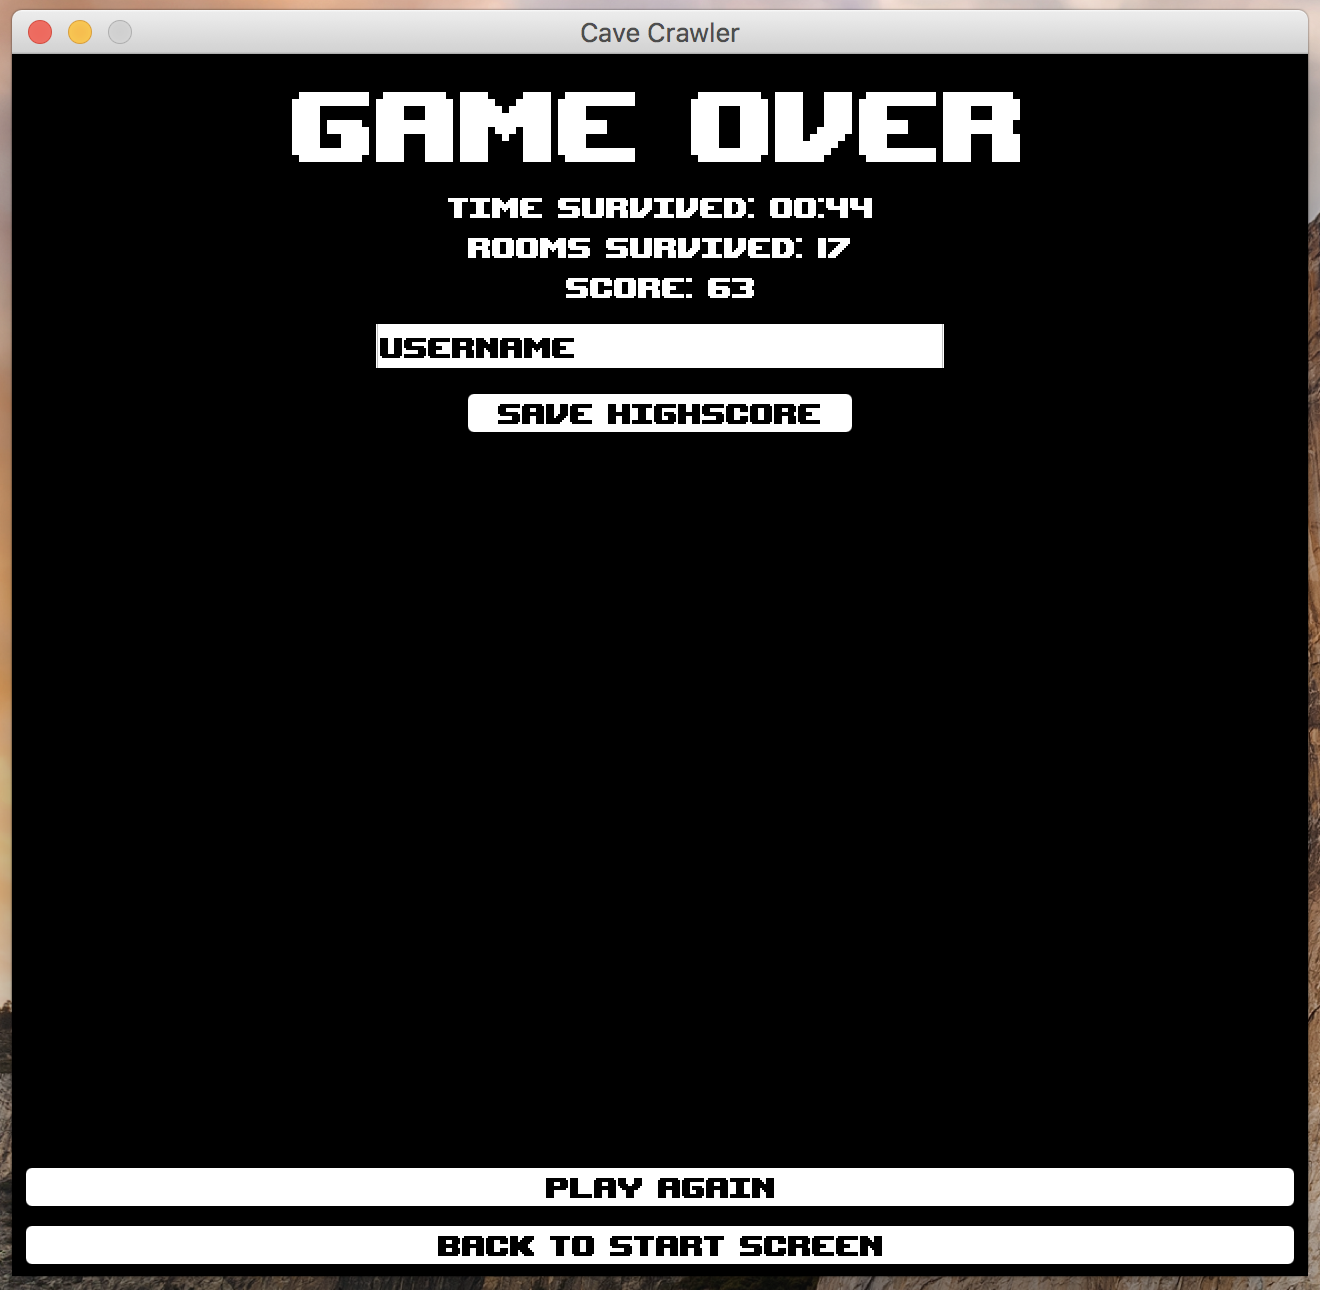 Cave Crawler
GAME OVER
TIME SURVIVED: 00:44
ROOMS SURVIVED: 17
SCORE: 63
USERNAME
SAVE HIGHSCORE
PLAY AGAIN
BACK TO START SCREEN